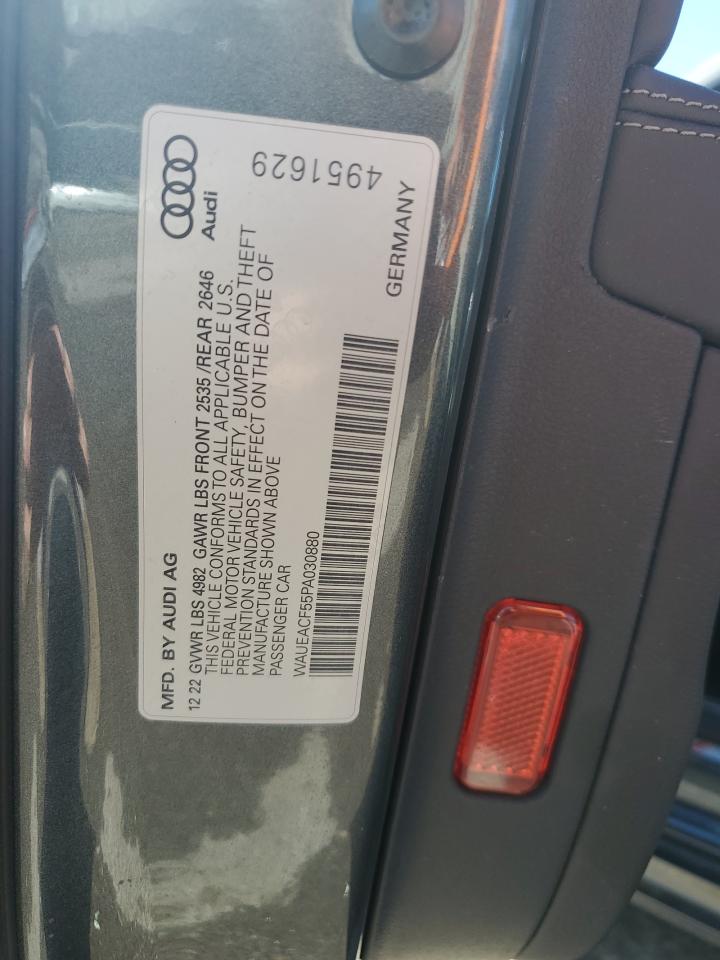 MFD. BY AUDI AG
12 22 GVWR LBS 4982 GAWR LBS FRONT 2535 /REAR 2646
THIS VEHICLE CONFORMS TO ALL APPLICABLE U.S.
FEDERAL MOTOR VEHICLE SAFETY, BUMPER AND THEFT
PREVENTION STANDARDS IN EFFECT ON THE DATE OF
MANUFACTURE SHOWN ABOVE
PASSENGER CAR
WAUEACF55PA030880
Audi
4951629
GERMANY